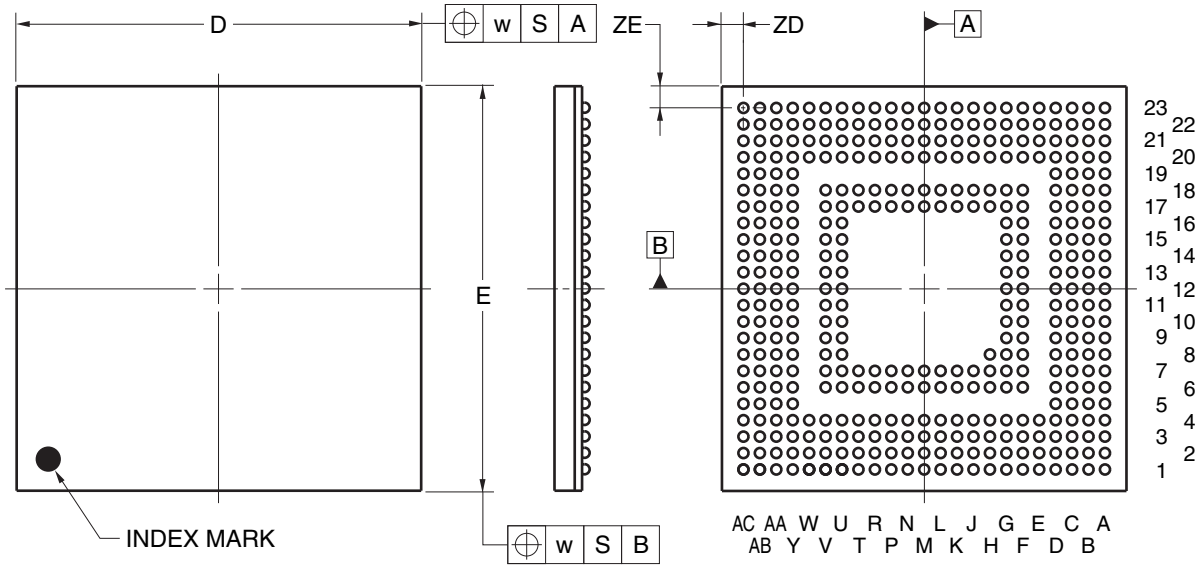 D
w S A
ZE
ZD
A
E
B
INDEX MARK
w S B
23
22
21
20
19
18
17
16
15
14
13
12
11
10
9
8
7
6
5
4
3
2
1
AC AA W U R N L J G E C A
AB Y V T P M K H F D B